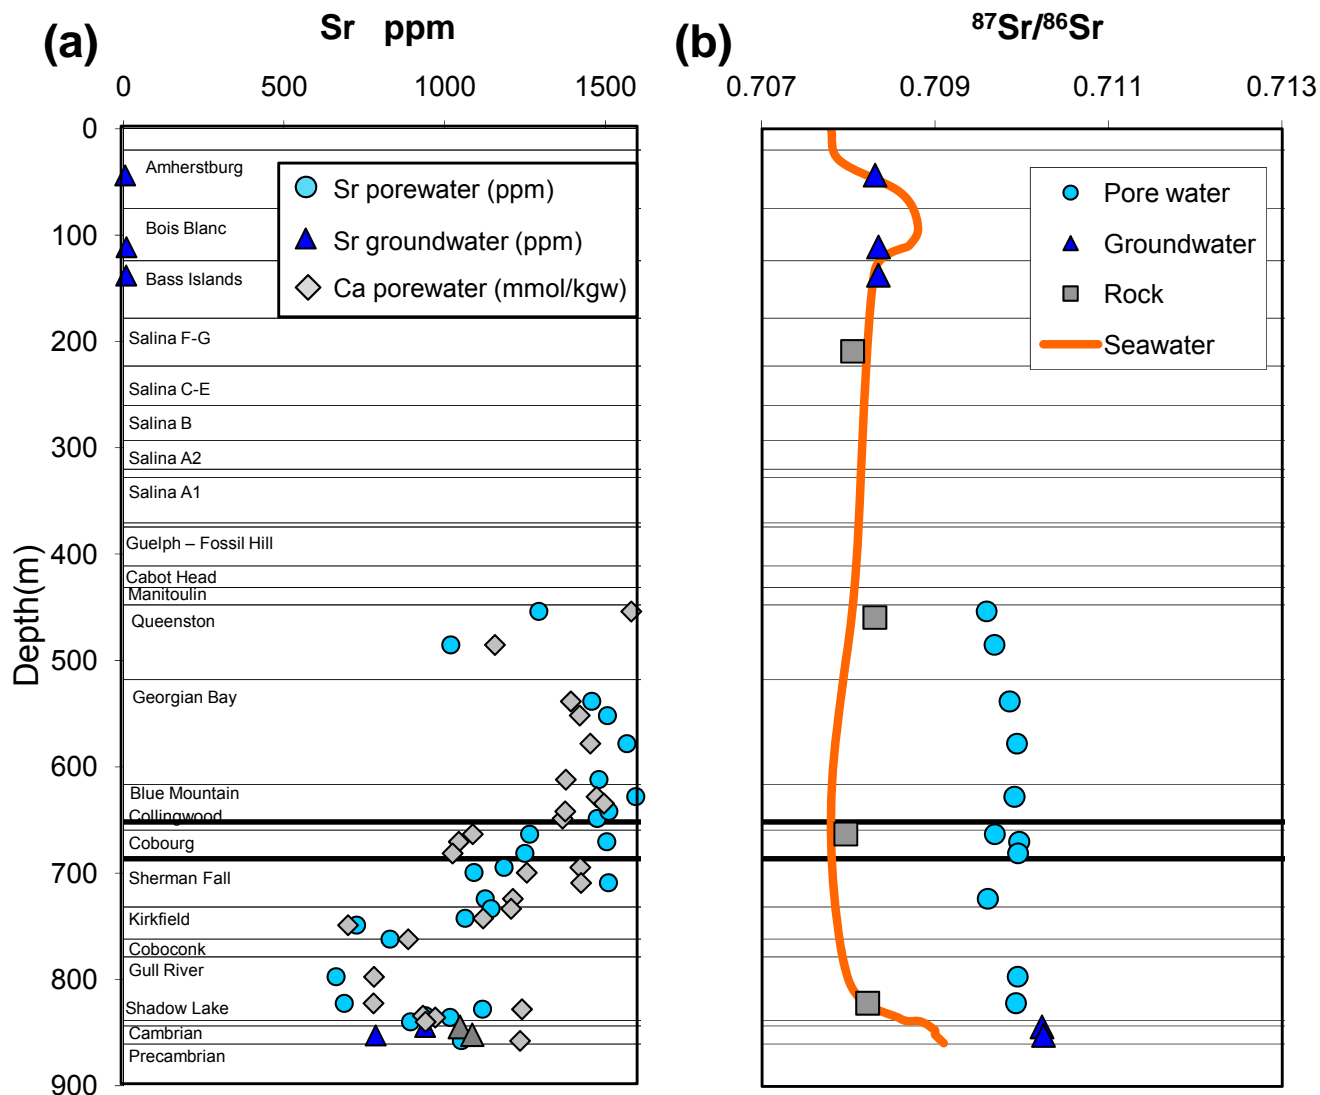 (a)
Sr ppm
0 500 1000 1500
Depth(m)
0
100
200
300
400
500
600
700
800
900
Amherstburg
Bois Blanc
Bass Islands
Salina F-G
Salina C-E
Salina B
Salina A2
Salina A1
Guelph – Fossil Hill
Cabot Head
Manitoulin
Queenston
Georgian Bay
Blue Mountain
Collingwood
Cobourg
Sherman Fall
Kirkfield
Coboconk
Gull River
Shadow Lake
Cambrian
Precambrian
Sr porewater (ppm)
Sr groundwater (ppm)
Ca porewater (mmol/kgw)
(b)
⁸⁷Sr/⁸⁶Sr
0.707 0.709 0.711 0.713
Pore water
Groundwater
Rock
Seawater